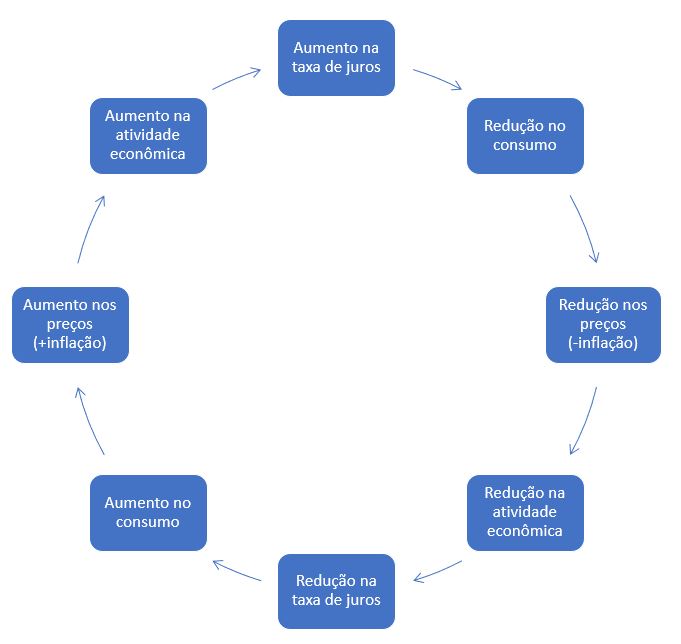 Aumento na
taxa de juros
Redução no
consumo
Redução nos
preços
(-inflação)
Redução na
atividade
econômica
Redução na
taxa de juros
Aumento no
consumo
Aumento nos
preços
(+inflação)
Aumento na
atividade
econômica